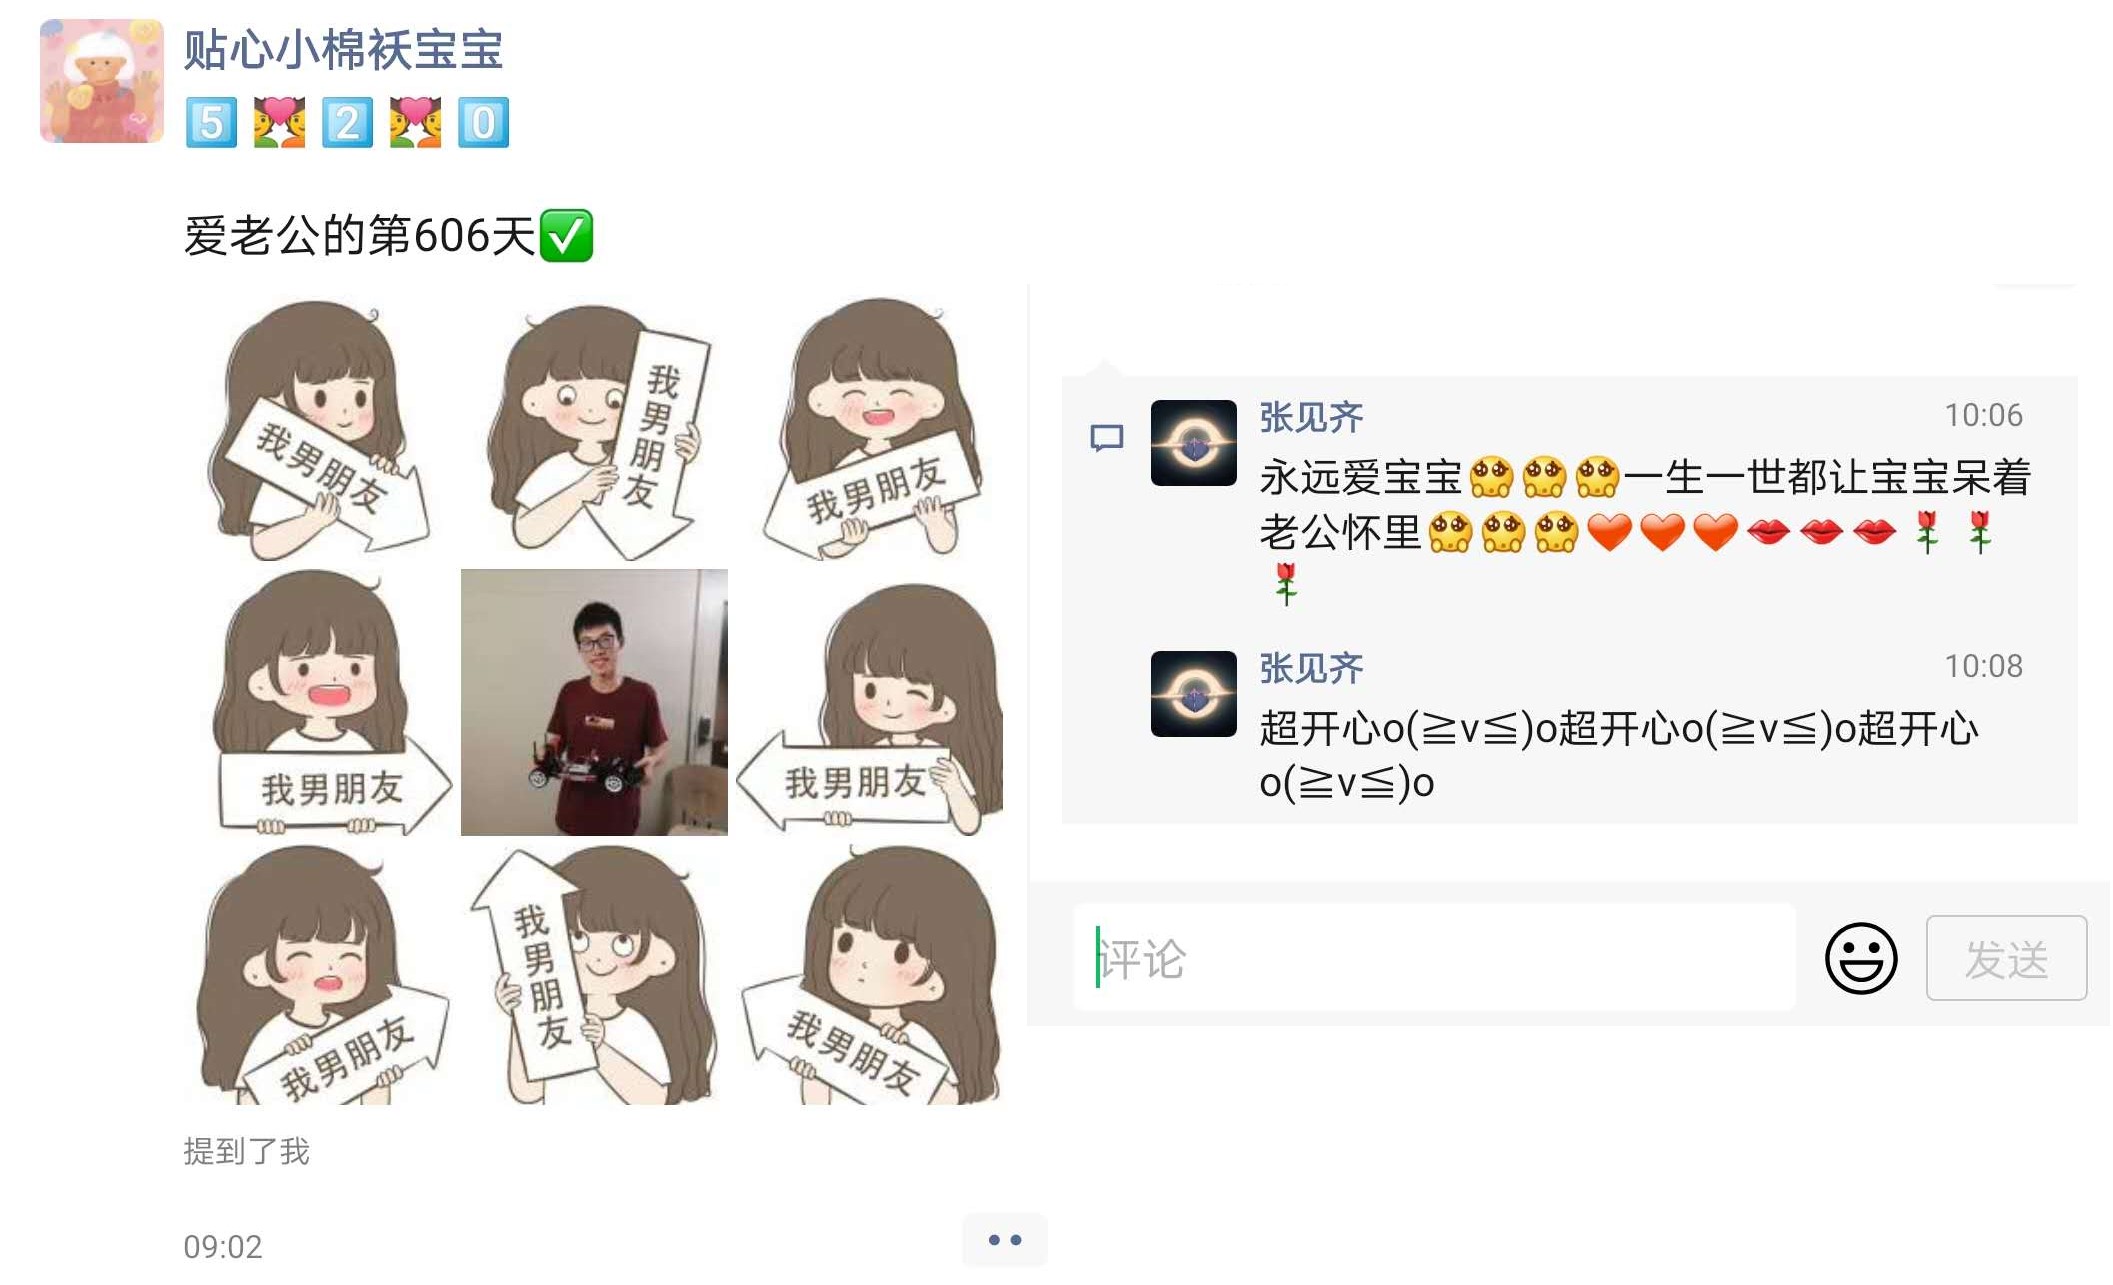 贴心小棉袄宝宝
5️⃣💑2️⃣💑0️⃣
爱老公的第606天✅
我男朋友
我男朋友
我男朋友
我男朋友
我男朋友
我男朋友
我男朋友
我男朋友
提到了我
09:02
张见齐
10:06
永远爱宝宝🥺🥺🥺一生一世都让宝宝呆着
老公怀里🥺🥺🥺❤️❤️❤️💋💋💋🌹🌹
🌹
张见齐
10:08
超开心o(≧v≦)o超开心o(≧v≦)o超开心
o(≧v≦)o
评论
发送